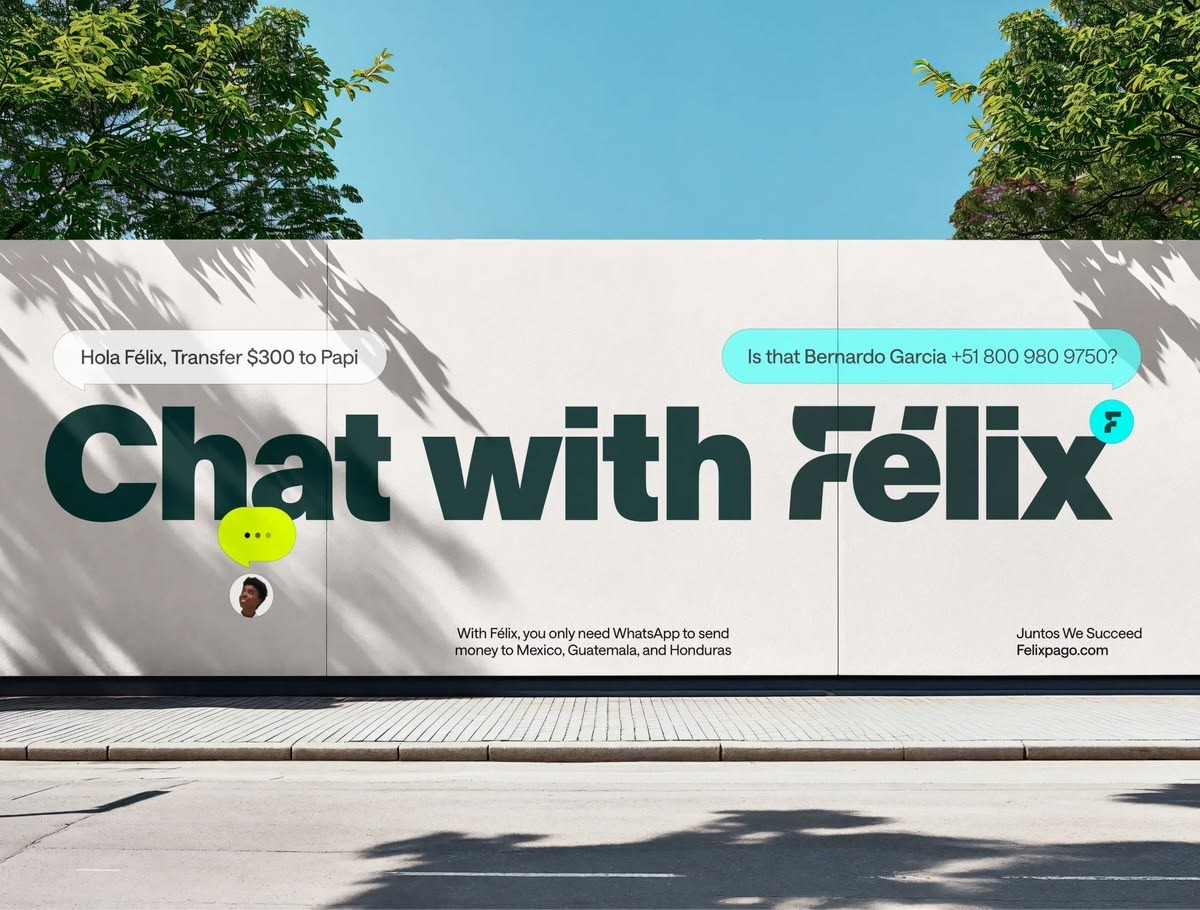 Hola Félix, Transfer $300 to Papi
Is that Bernardo Garcia +51 800 980 9750?
Chat with Félix
F
With Félix, you only need WhatsApp to send
money to Mexico, Guatemala, and Honduras
Juntos We Succeed
Felixpago.com